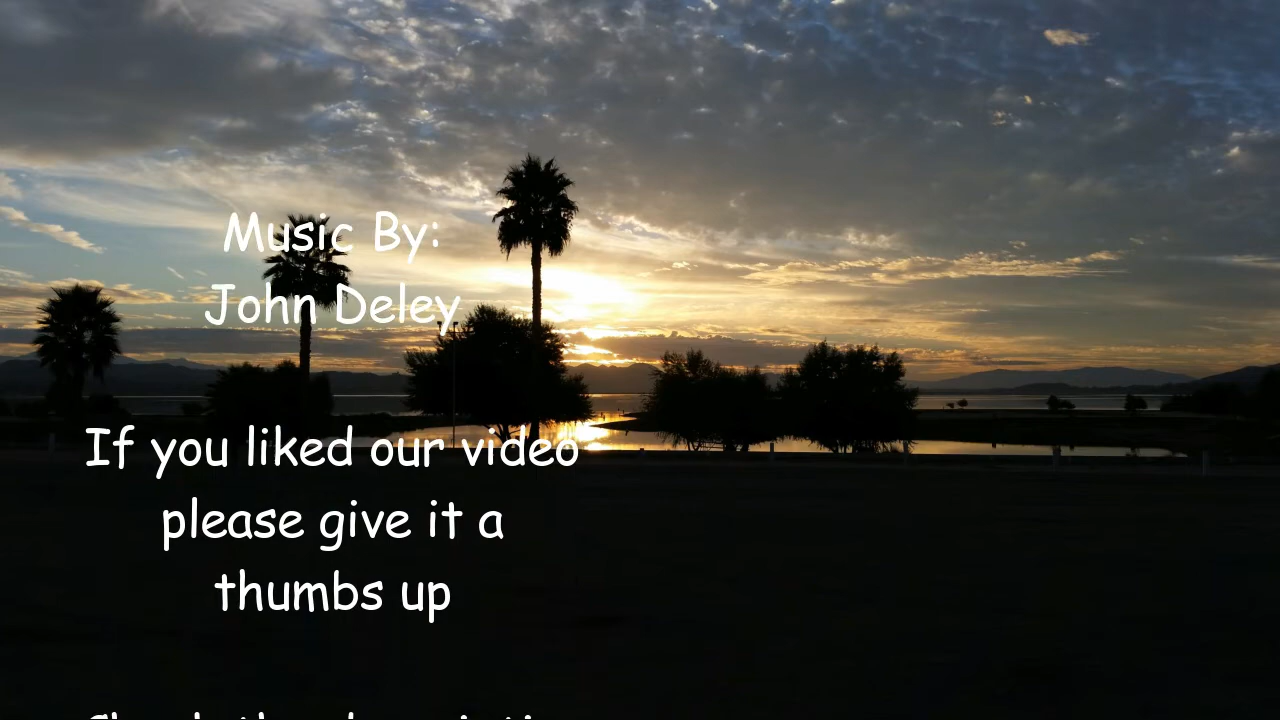 Music By:
John Deley
If you liked our video
please give it a
thumbs up